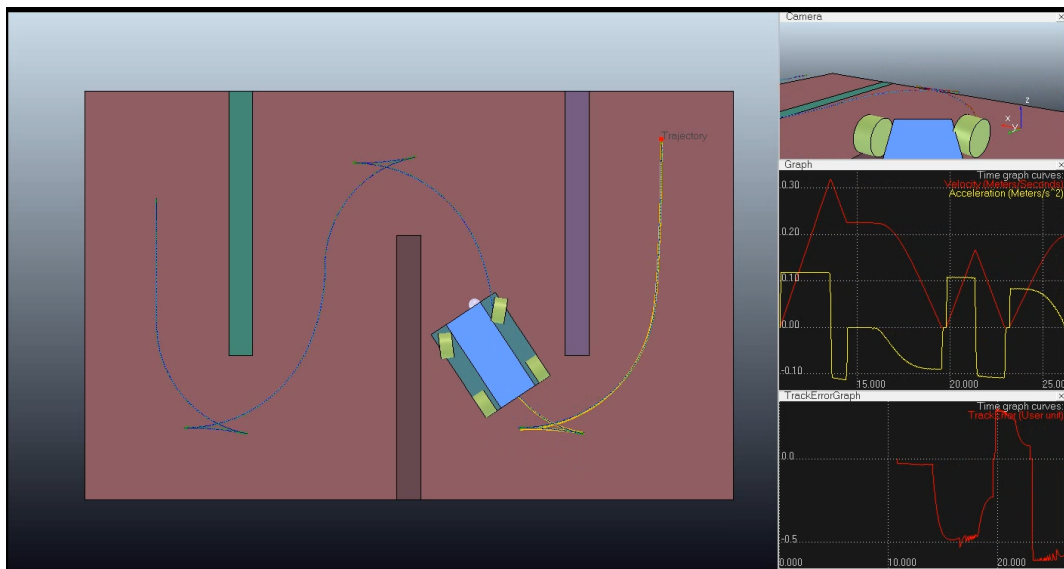 Trajectory
Camera
x
y
z
Graph
Time graph curves:
Velocity (Meters/Seconds)
Acceleration (Meters/s^2)
0.30
0.20
0.10
0.00
-0.10
15.000
20.000
TrackErrorGraph
Time graph curves:
(User unit)
0.0
-0.5
0.000
10.000
20.000